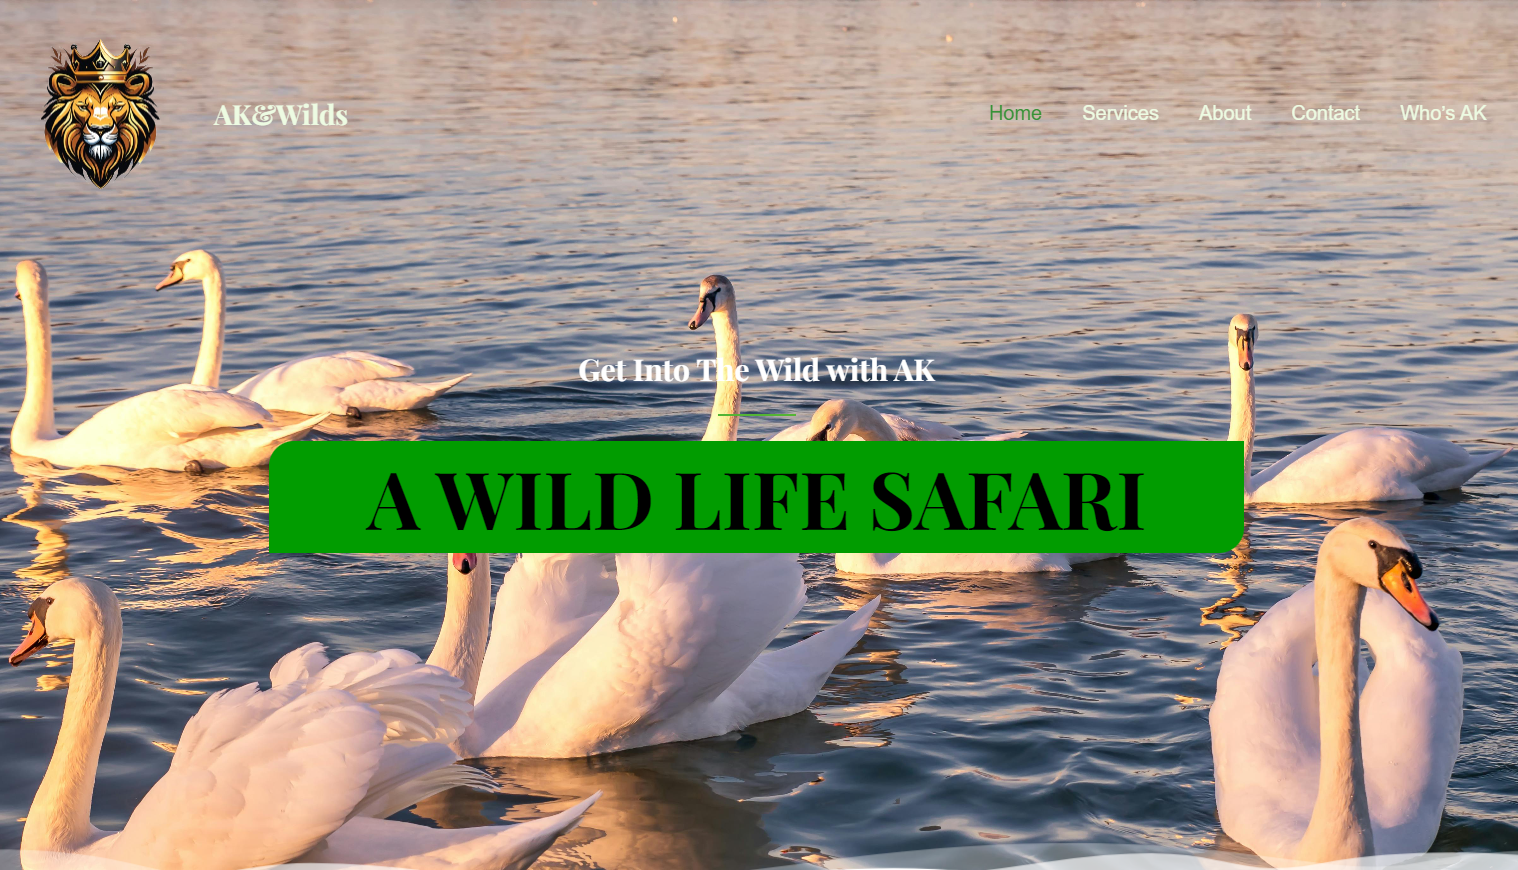 AK&Wilds
Home Services About Contact Who's AK
Get Into The Wild with AK
A WILD LIFE SAFARI